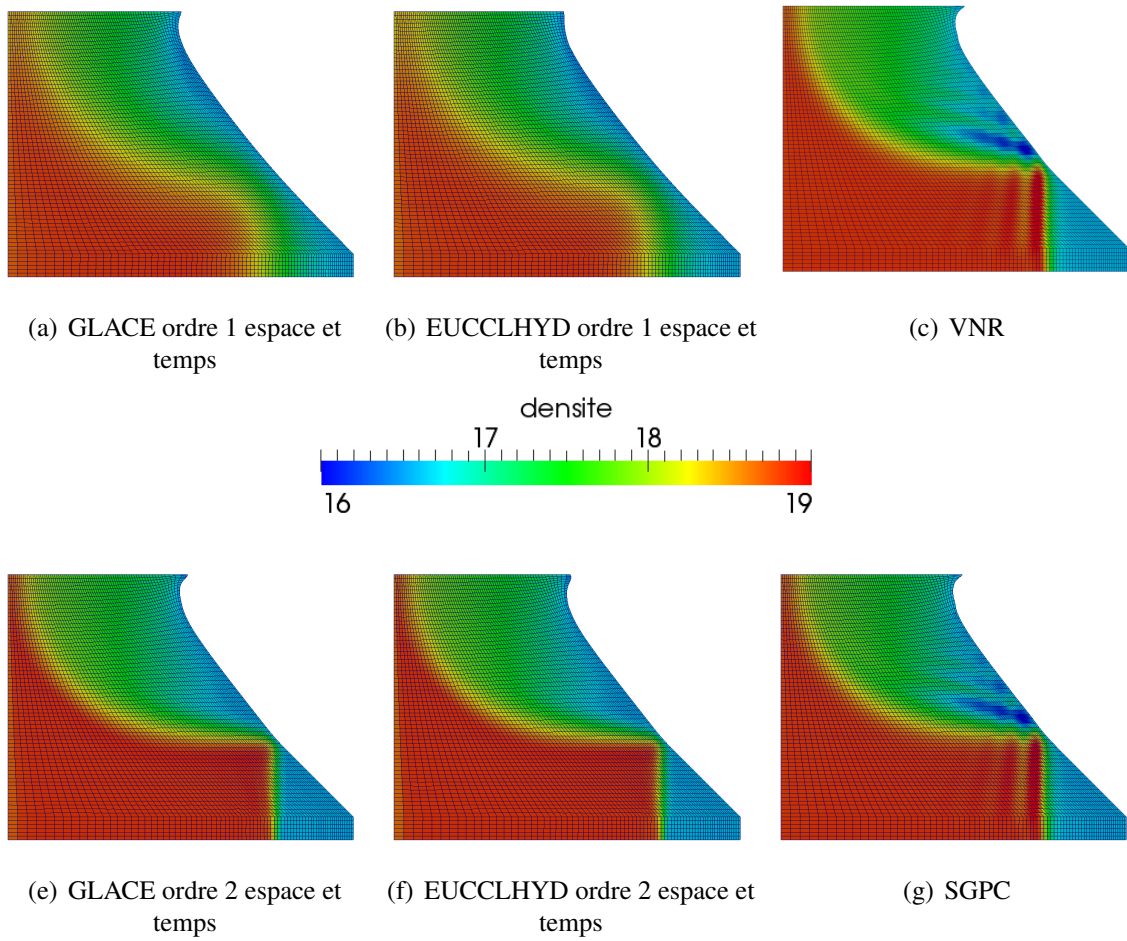 (a) GLACE ordre 1 espace et
temps
(b) EUCCLHYD ordre 1 espace et
temps
(c) VNR
densite
17 18
16 19
(e) GLACE ordre 2 espace et
temps
(f) EUCCLHYD ordre 2 espace et
temps
(g) SGPC